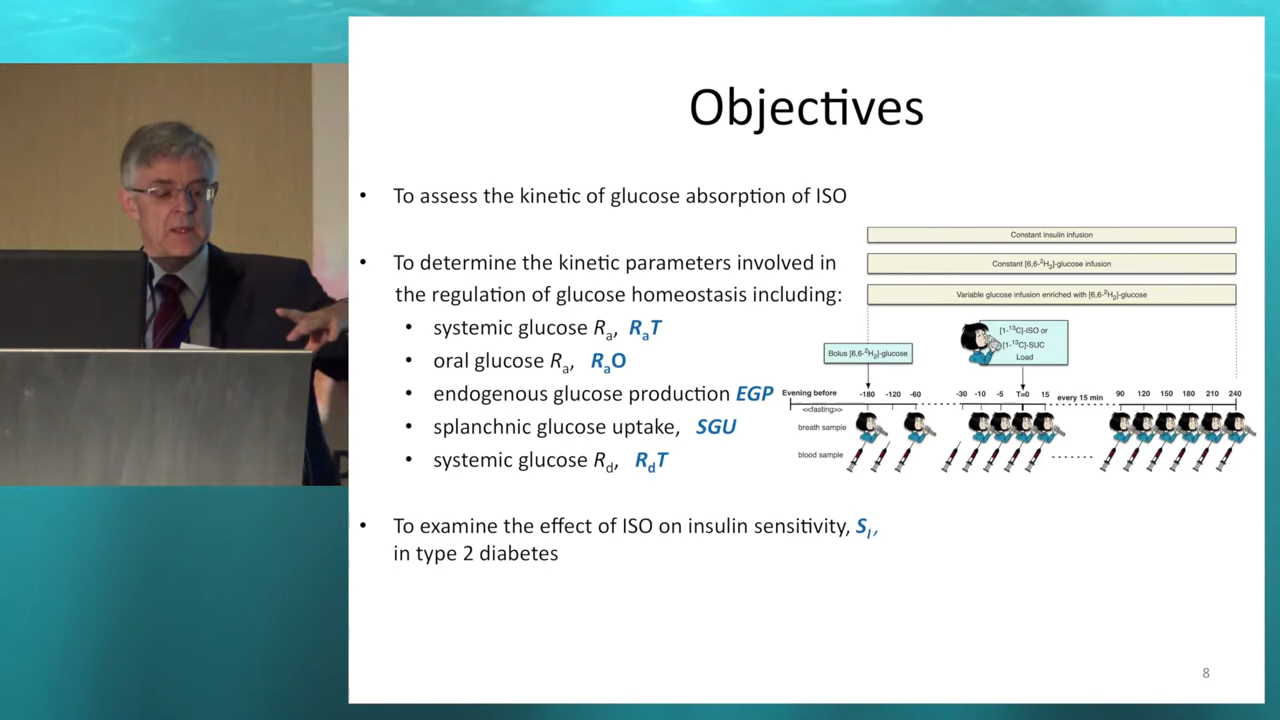 Objectives
• To assess the kinetic of glucose absorption of ISO
• To determine the kinetic parameters involved in
the regulation of glucose homeostasis including:
• systemic glucose Ra, RaT
• oral glucose Ra, RaO
• endogenous glucose production EGP
• splanchnic glucose uptake, SGU
• systemic glucose Rd, RdT
• To examine the effect of ISO on insulin sensitivity, SI,
in type 2 diabetes
Constant insulin infusion
Constant [6,6-²H₂]-glucose infusion
Variable glucose infusion enriched with [6,6-²H₂]-glucose
[1-¹³C]-ISO or
[1-¹³C]-SUC
Load
Bolus [6,6-²H₂]-glucose
Evening before -180 -120 -60 -30 -10 -5 T=0 15 every 15 min 90 120 150 180 210 240
<<fasting>>
breath sample
blood sample
8